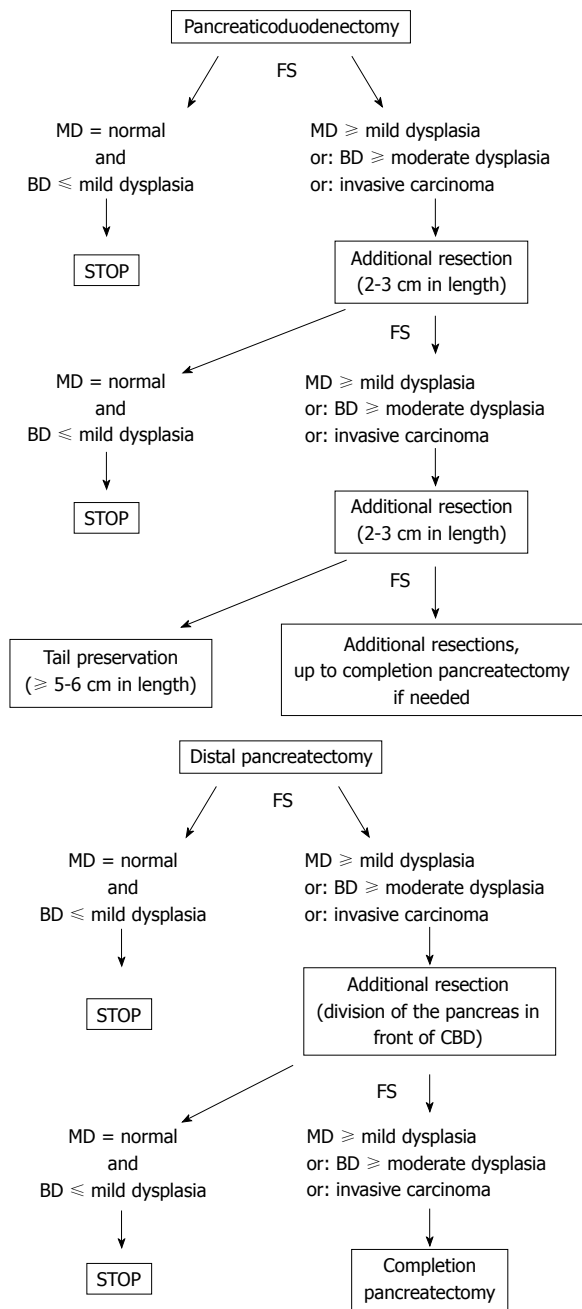 Pancreaticoduodenectomy
FS
MD = normal
and
BD ⩽ mild dysplasia
MD ⩾ mild dysplasia
or: BD ⩾ moderate dysplasia
or: invasive carcinoma
STOP
Additional resection
(2-3 cm in length)
FS
MD = normal
and
BD ⩽ mild dysplasia
MD ⩾ mild dysplasia
or: BD ⩾ moderate dysplasia
or: invasive carcinoma
STOP
Additional resection
(2-3 cm in length)
FS
Tail preservation
(⩾ 5-6 cm in length)
Additional resections,
up to completion pancreatectomy
if needed
Distal pancreatectomy
FS
MD = normal
and
BD ⩽ mild dysplasia
MD ⩾ mild dysplasia
or: BD ⩾ moderate dysplasia
or: invasive carcinoma
STOP
Additional resection
(division of the pancreas in
front of CBD)
FS
MD = normal
and
BD ⩽ mild dysplasia
MD ⩾ mild dysplasia
or: BD ⩾ moderate dysplasia
or: invasive carcinoma
STOP
Completion
pancreatectomy